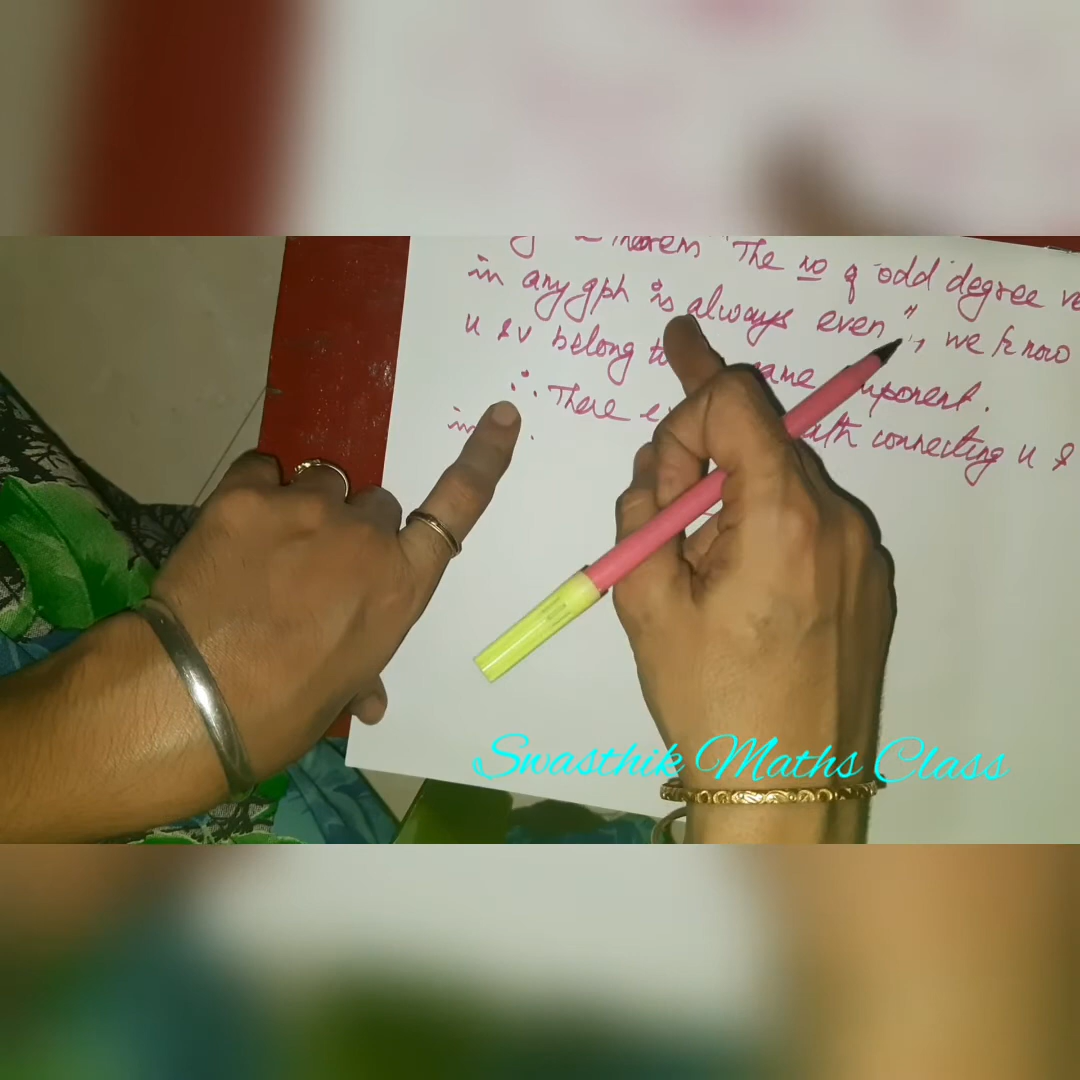 Theorem "The no of odd degree
in any gph is always even", we know
u & v belong to same
∴ There path connecting u &
in
Swasthik Maths Class